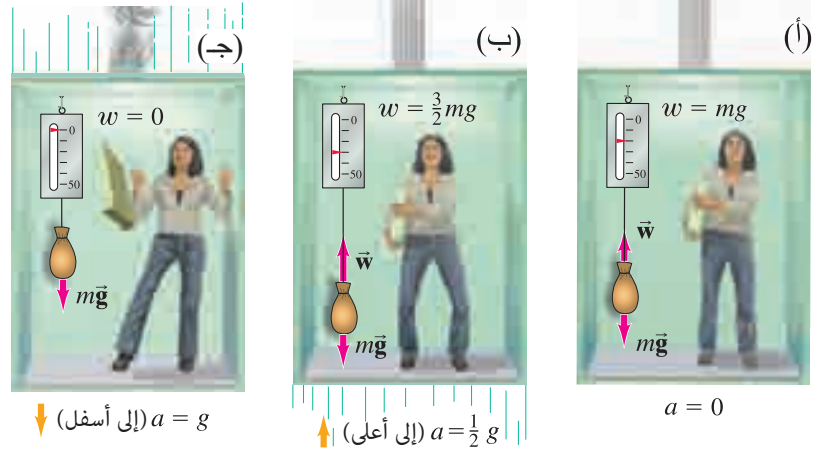 (أ)
w = mg
0
50
w⃗
mg⃗
a = 0
(ب)
w = 3/2 mg
0
50
w⃗
mg⃗
a = 1/2 g (إلى أعلى)
(جـ)
w = 0
0
50
mg⃗
a = g (إلى أسفل)